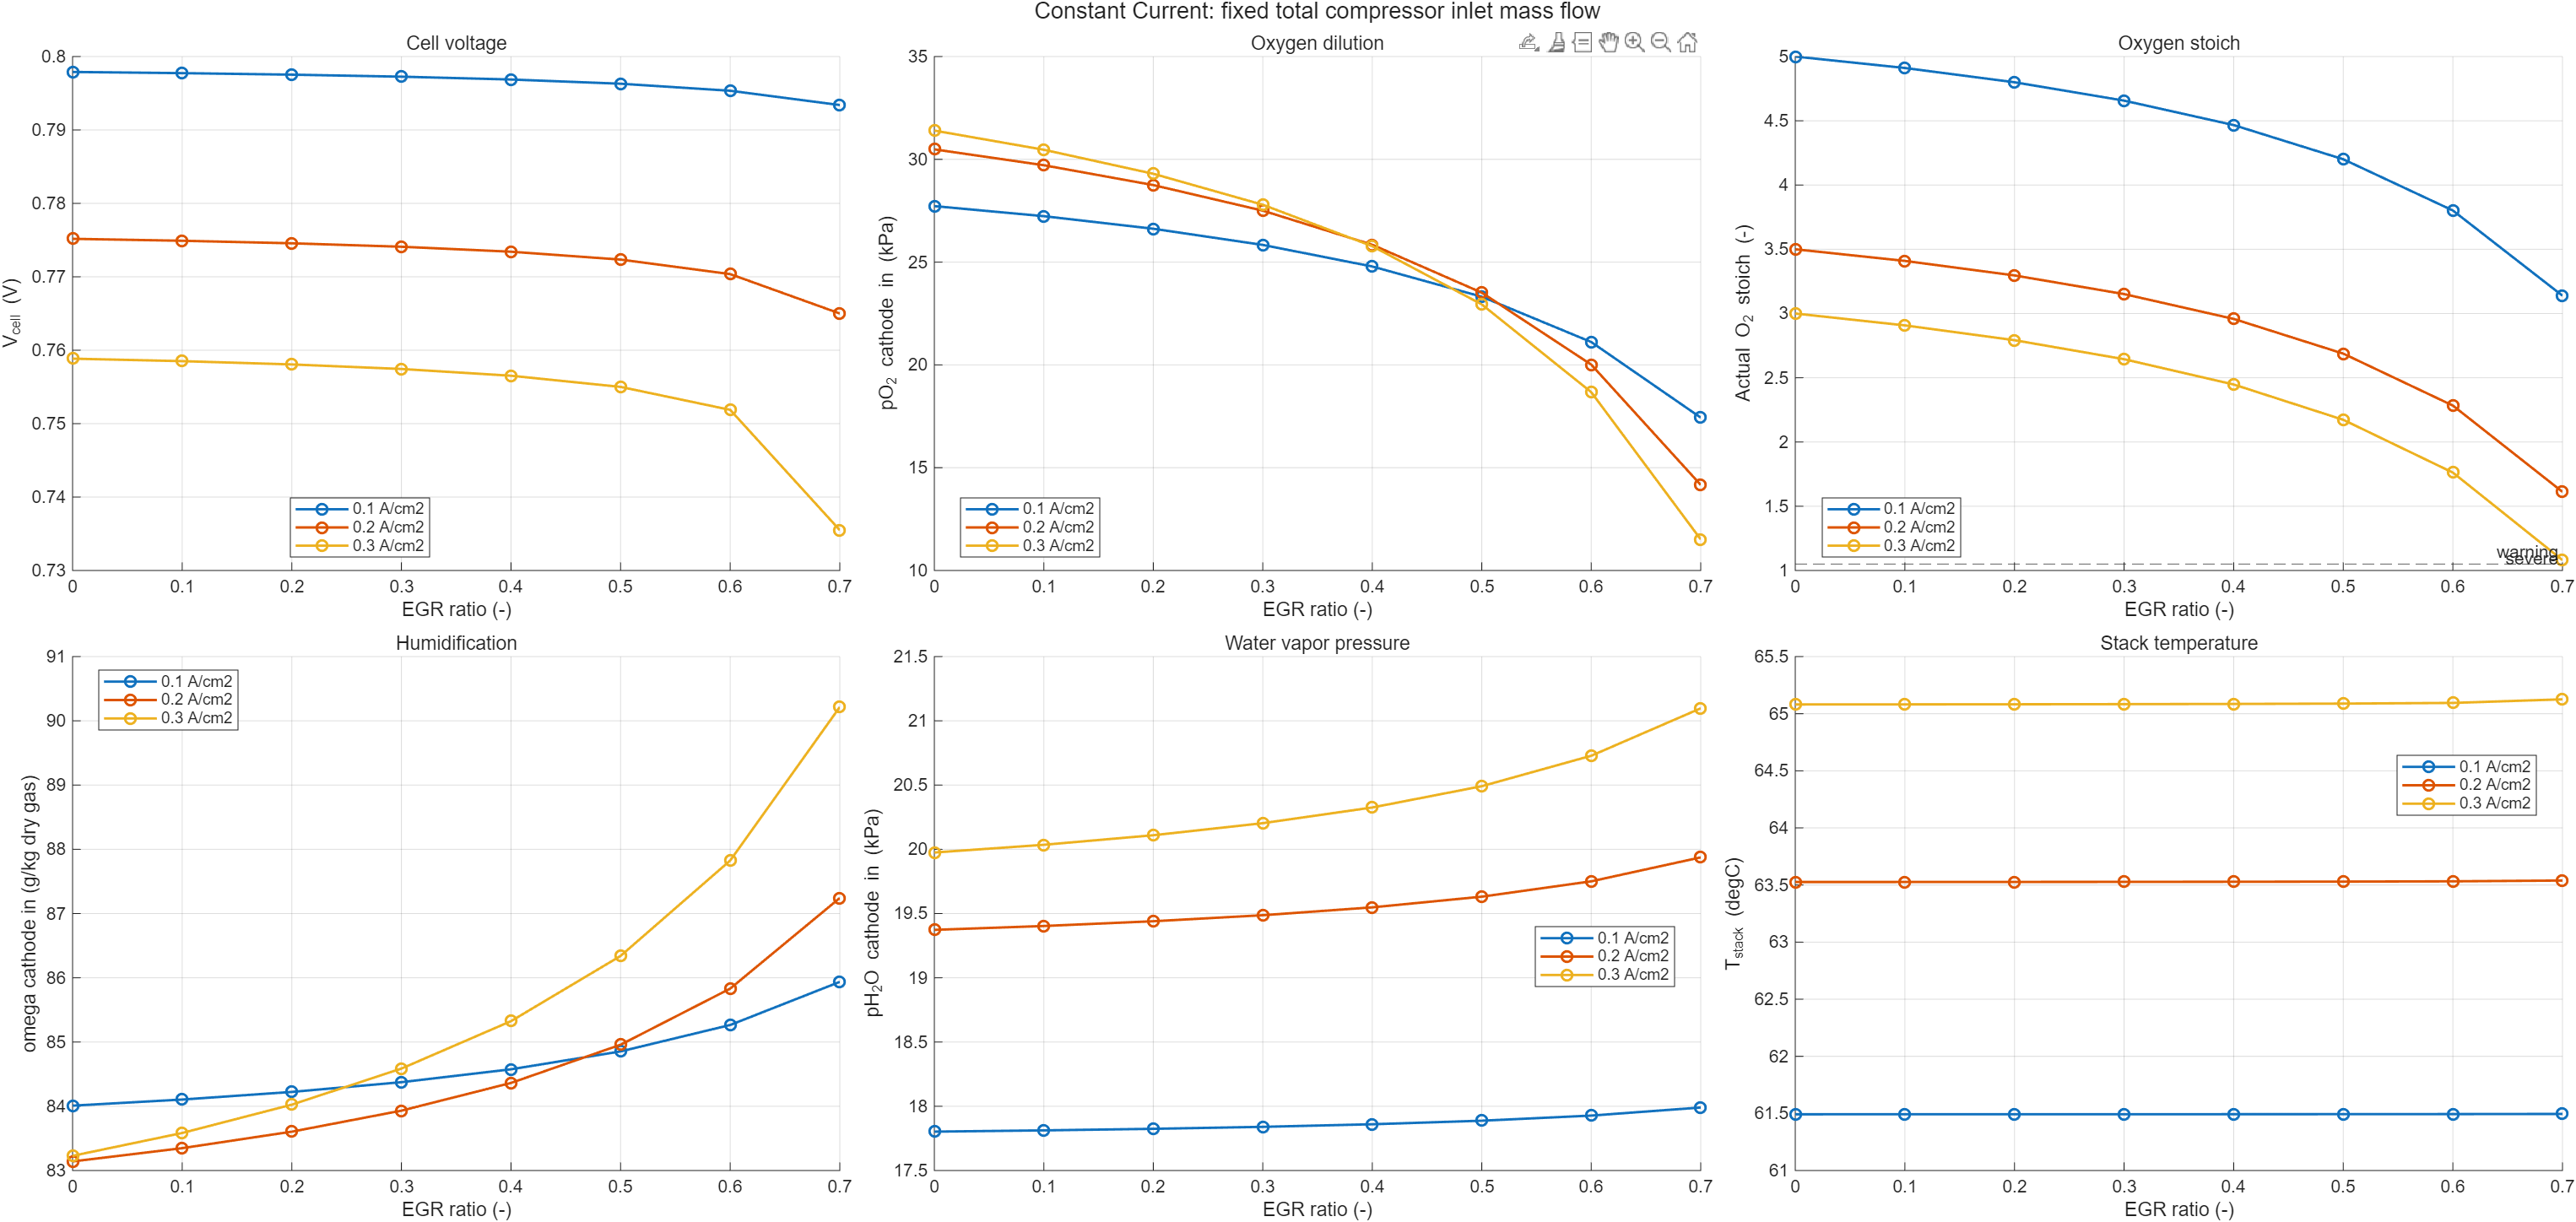 Constant Current: fixed total compressor inlet mass flow
Cell voltage
0.8
0.79
0.78
0.77
0.76
0.75
0.74
0.73
V_cell (V)
0.1 A/cm2
0.2 A/cm2
0.3 A/cm2
0 0.1 0.2 0.3 0.4 0.5 0.6 0.7
EGR ratio (-)
Oxygen dilution
35
30
25
20
15
10
pO₂ cathode in (kPa)
0.1 A/cm2
0.2 A/cm2
0.3 A/cm2
0 0.1 0.2 0.3 0.4 0.5 0.6 0.7
EGR ratio (-)
Oxygen stoich
5
4.5
4
3.5
3
2.5
2
1.5
1
Actual O₂ stoich (-)
0.1 A/cm2
0.2 A/cm2
0.3 A/cm2
warning
severe
0 0.1 0.2 0.3 0.4 0.5 0.6 0.7
EGR ratio (-)
Humidification
91
90
89
88
87
86
85
84
83
omega cathode in (g/kg dry gas)
0.1 A/cm2
0.2 A/cm2
0.3 A/cm2
0 0.1 0.2 0.3 0.4 0.5 0.6 0.7
EGR ratio (-)
Water vapor pressure
21.5
21
20.5
20
19.5
19
18.5
18
17.5
pH₂O cathode in (kPa)
0.1 A/cm2
0.2 A/cm2
0.3 A/cm2
0 0.1 0.2 0.3 0.4 0.5 0.6 0.7
EGR ratio (-)
Stack temperature
65.5
65
64.5
64
63.5
63
62.5
62
61.5
61
T_stack (degC)
0.1 A/cm2
0.2 A/cm2
0.3 A/cm2
0 0.1 0.2 0.3 0.4 0.5 0.6 0.7
EGR ratio (-)